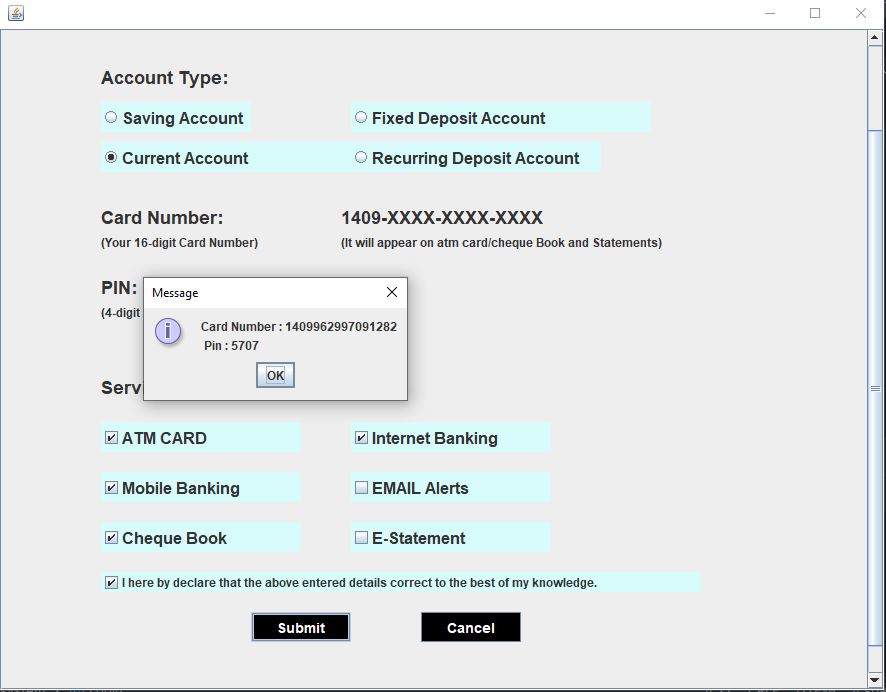 Account Type:
Saving Account Fixed Deposit Account
Current Account Recurring Deposit Account
Card Number: 1409-XXXX-XXXX-XXXX
(Your 16-digit Card Number) (It will appear on atm card/cheque Book and Statements)
PIN:
(4-digit
Message
Card Number : 1409962997091282
Pin : 5707
OK
ATM CARD Internet Banking
Mobile Banking EMAIL Alerts
Cheque Book E-Statement
I here by declare that the above entered details correct to the best of my knowledge.
Submit Cancel